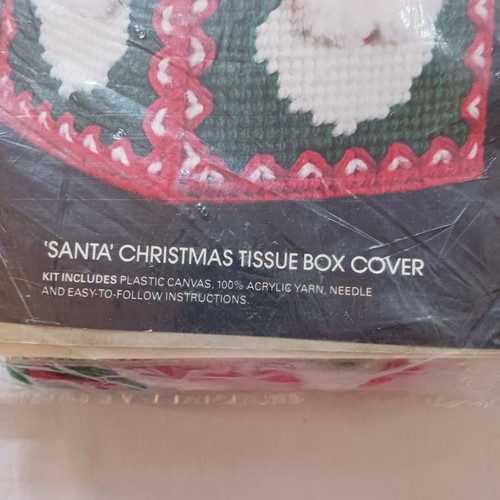 'SANTA' CHRISTMAS TISSUE BOX COVER
KIT INCLUDES PLASTIC CANVAS, 100% ACRYLIC YARN, NEEDLE
AND EASY-TO-FOLLOW INSTRUCTIONS.